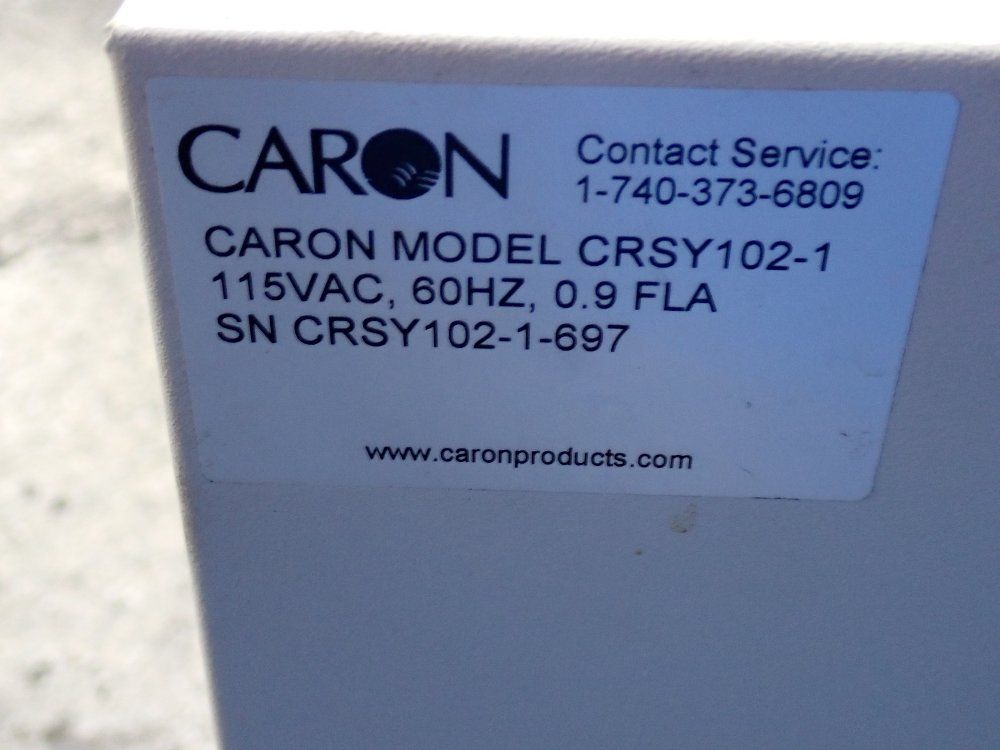 CARON
Contact Service:
1-740-373-6809
CARON MODEL CRSY102-1
115VAC, 60HZ, 0.9 FLA
SN CRSY102-1-697
www.caronproducts.com